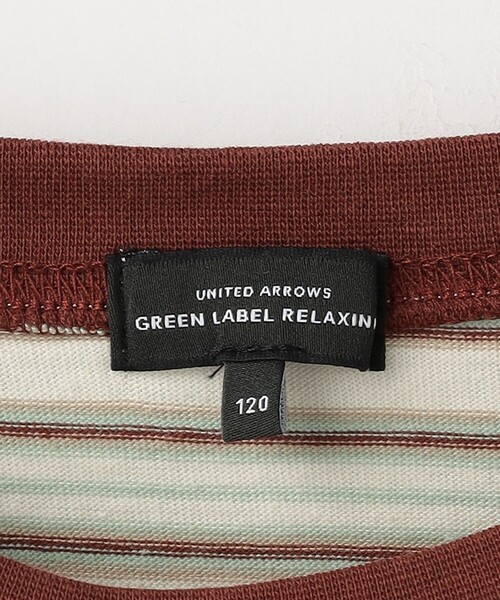 UNITED ARROWS
GREEN LABEL RELAXIN
120